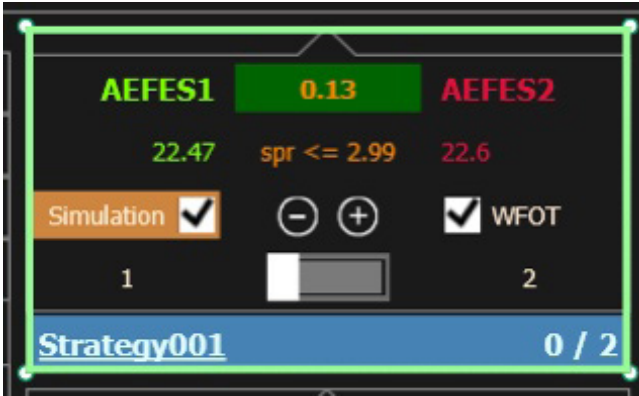 AEFES1 0.13 AEFES2
22.47 spr <= 2.99 22.6
Simulation WFOT
1 2
Strategy001 0 / 2